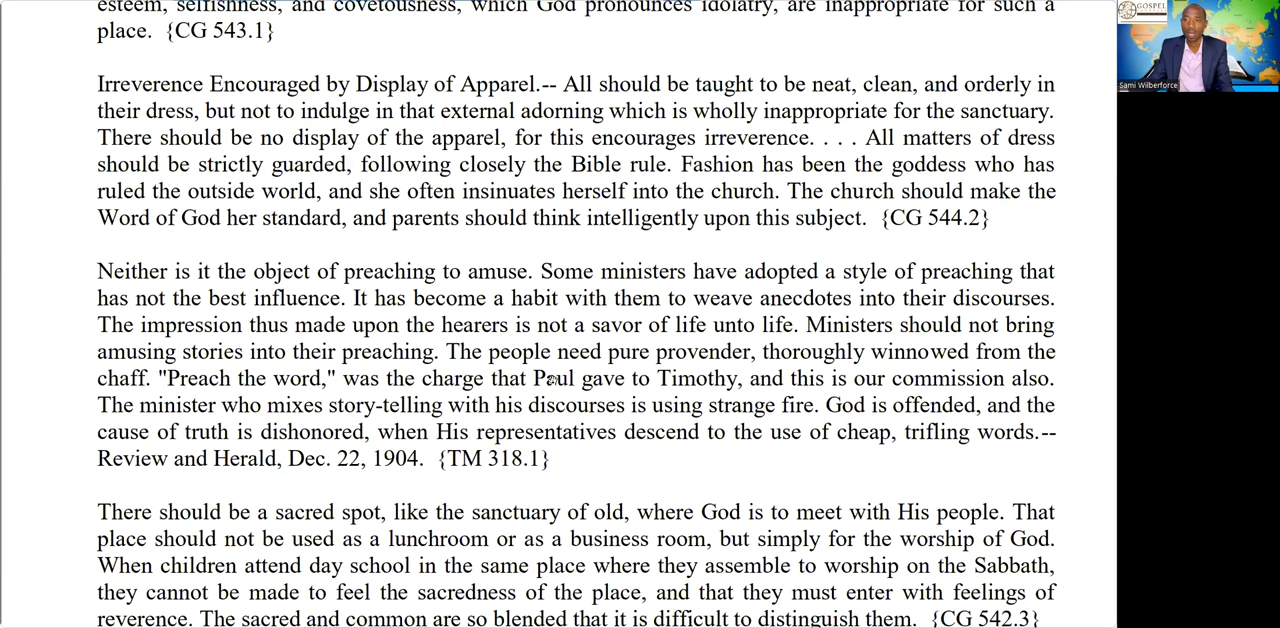 esteem, selfishness, and covetousness, which God pronounces idolatry, are inappropriate for such a
place. {CG 543.1}
Irreverence Encouraged by Display of Apparel.-- All should be taught to be neat, clean, and orderly in
their dress, but not to indulge in that external adorning which is wholly inappropriate for the sanctuary.
There should be no display of the apparel, for this encourages irreverence. . . . All matters of dress
should be strictly guarded, following closely the Bible rule. Fashion has been the goddess who has
ruled the outside world, and she often insinuates herself into the church. The church should make the
Word of God her standard, and parents should think intelligently upon this subject. {CG 544.2}
Neither is it the object of preaching to amuse. Some ministers have adopted a style of preaching that
has not the best influence. It has become a habit with them to weave anecdotes into their discourses.
The impression thus made upon the hearers is not a savor of life unto life. Ministers should not bring
amusing stories into their preaching. The people need pure provender, thoroughly winnowed from the
chaff. "Preach the word," was the charge that Paul gave to Timothy, and this is our commission also.
The minister who mixes story-telling with his discourses is using strange fire. God is offended, and the
cause of truth is dishonored, when His representatives descend to the use of cheap, trifling words.--
Review and Herald, Dec. 22, 1904. {TM 318.1}
There should be a sacred spot, like the sanctuary of old, where God is to meet with His people. That
place should not be used as a lunchroom or as a business room, but simply for the worship of God.
When children attend day school in the same place where they assemble to worship on the Sabbath,
they cannot be made to feel the sacredness of the place, and that they must enter with feelings of
reverence. The sacred and common are so blended that it is difficult to distinguish them. {CG 542.3}
GOSPEL
Sami Wilberforce